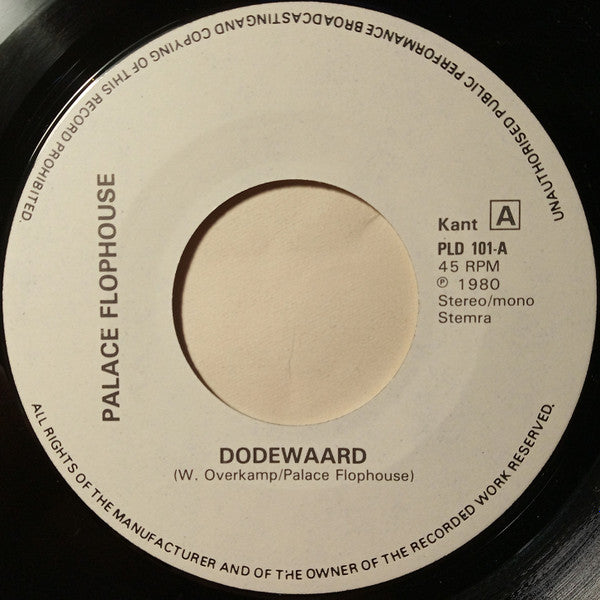 UNAUTHORISED PUBLIC PERFORMANCE BROADCASTING AND COPYING OF THIS RECORD PROHIBITED.
PALACE FLOPHOUSE
Kant A
PLD 101-A
45 RPM
℗ 1980
Stereo/mono
Stemra
DODEWAARD
(W. Overkamp/Palace Flophouse)
ALL RIGHTS OF THE MANUFACTURER AND OF THE OWNER OF THE RECORDED WORK RESERVED.